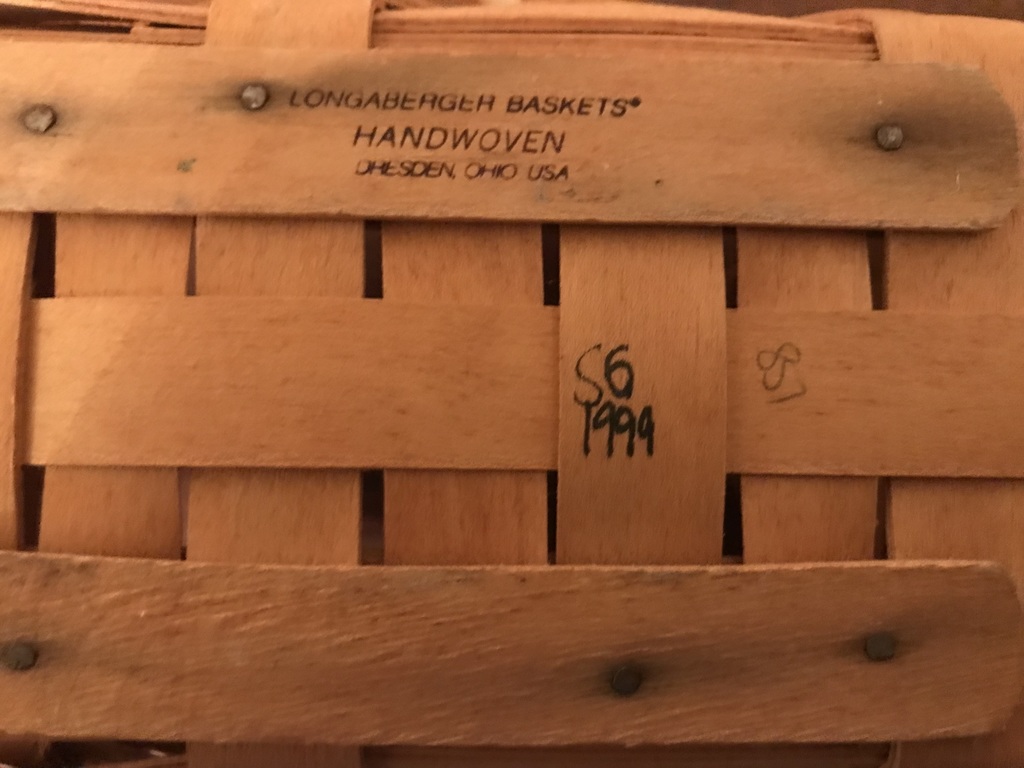 LONGABERGER BASKETS®
HANDWOVEN
DRESDEN, OHIO USA
S6
1999